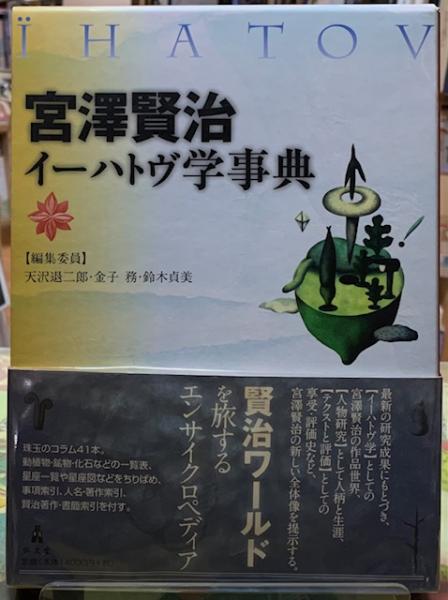 ÏHATOV
宮澤賢治
イーハトヴ学事典
【編集委員】
天沢退二郎・金子 務・鈴木貞美
最新の研究成果にもとづき、
【イーハトヴ学】としての
宮澤賢治の作品世界、
【人物研究】として人柄と生涯、
【テクストと評価】としての
享受・評価史など、
宮澤賢治の新しい全体像を提示する。
賢治ワールド
を旅する
エンサイクロペディア
珠玉のコラム41本。
動植物・鉱物・化石などの一覧表、
星座一覧や星座図などをちりばめ、
事項索引、人名・著作索引、
賢治著作・書簡索引を付す。
弘文堂